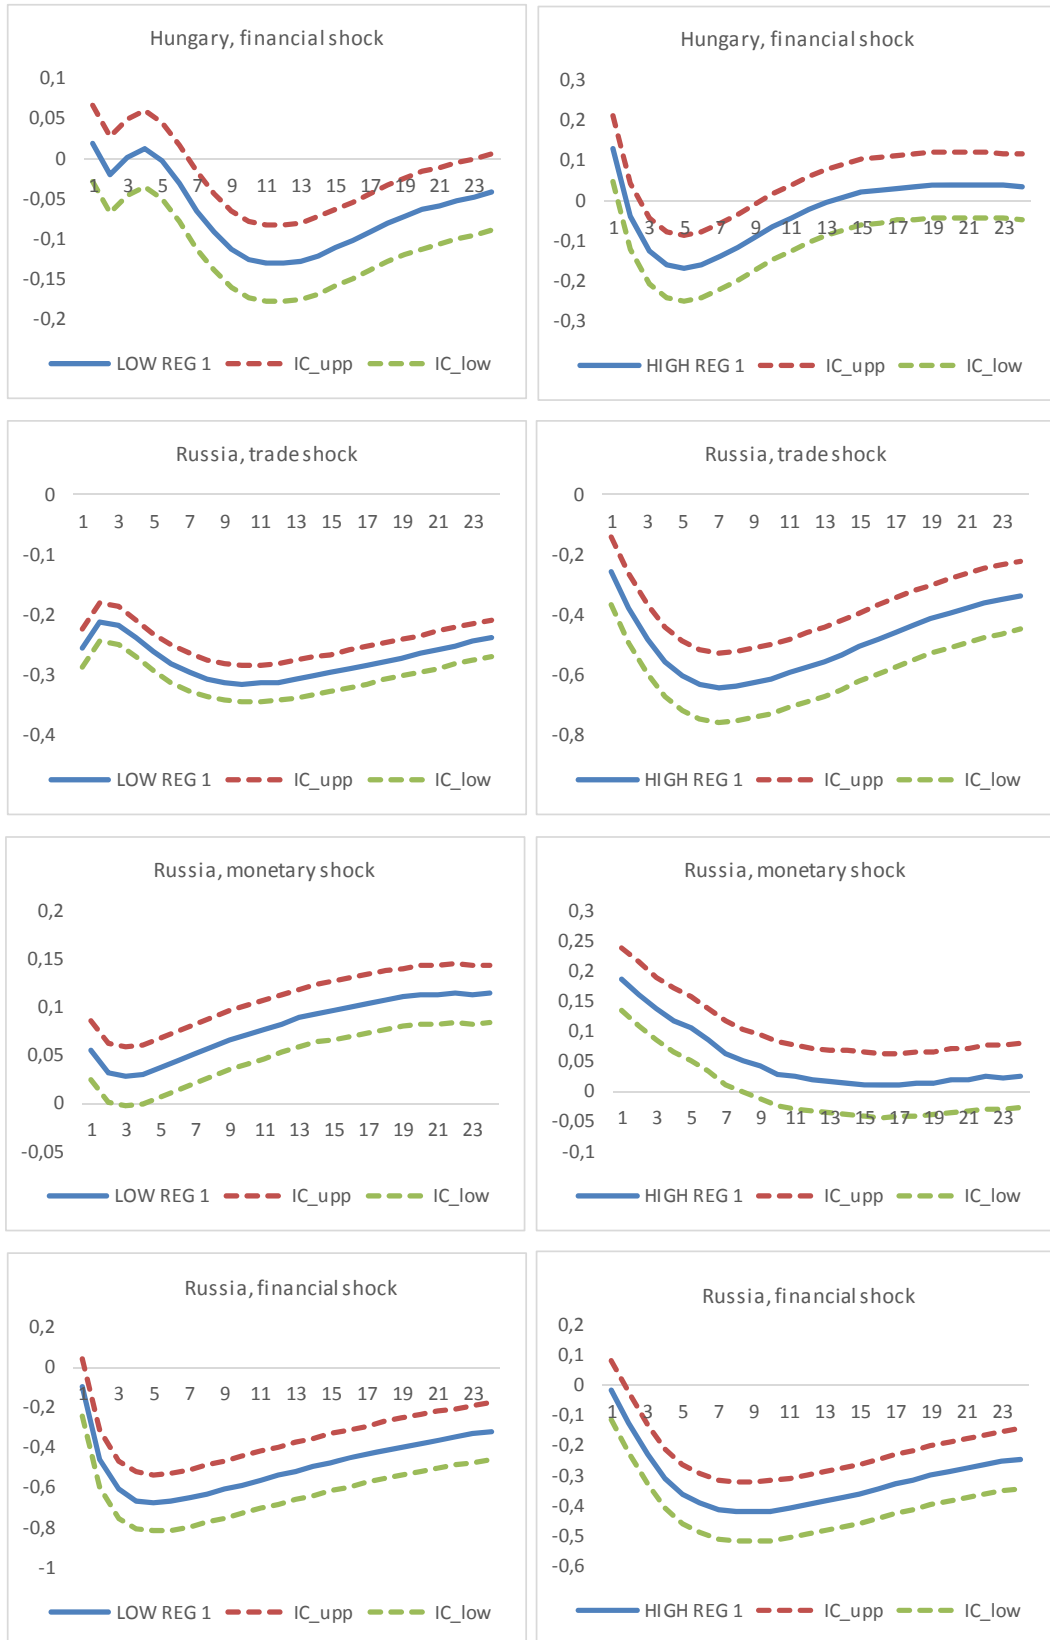 Hungary, financial shock
0,1
0,05
0
1 3 5 7 9 11 13 15 17 19 21 23
-0,05
-0,1
-0,15
-0,2
LOW REG 1 IC_upp IC_low
Hungary, financial shock
0,3
0,2
0,1
0
1 3 5 7 9 11 13 15 17 19 21 23
-0,1
-0,2
-0,3
HIGH REG 1 IC_upp IC_low
Russia, trade shock
0
1 3 5 7 9 11 13 15 17 19 21 23
-0,1
-0,2
-0,3
-0,4
LOW REG 1 IC_upp IC_low
Russia, trade shock
0
1 3 5 7 9 11 13 15 17 19 21 23
-0,2
-0,4
-0,6
-0,8
HIGH REG 1 IC_upp IC_low
Russia, monetary shock
0,2
0,15
0,1
0,05
0
1 3 5 7 9 11 13 15 17 19 21 23
-0,05
LOW REG 1 IC_upp IC_low
Russia, monetary shock
0,3
0,25
0,2
0,15
0,1
0,05
0
1 3 5 7 9 11 13 15 17 19 21 23
-0,05
-0,1
HIGH REG 1 IC_upp IC_low
Russia, financial shock
0,2
0
1 3 5 7 9 11 13 15 17 19 21 23
-0,2
-0,4
-0,6
-0,8
-1
LOW REG 1 IC_upp IC_low
Russia, financial shock
0,2
0,1
0
1 3 5 7 9 11 13 15 17 19 21 23
-0,1
-0,2
-0,3
-0,4
-0,5
-0,6
HIGH REG 1 IC_upp IC_low